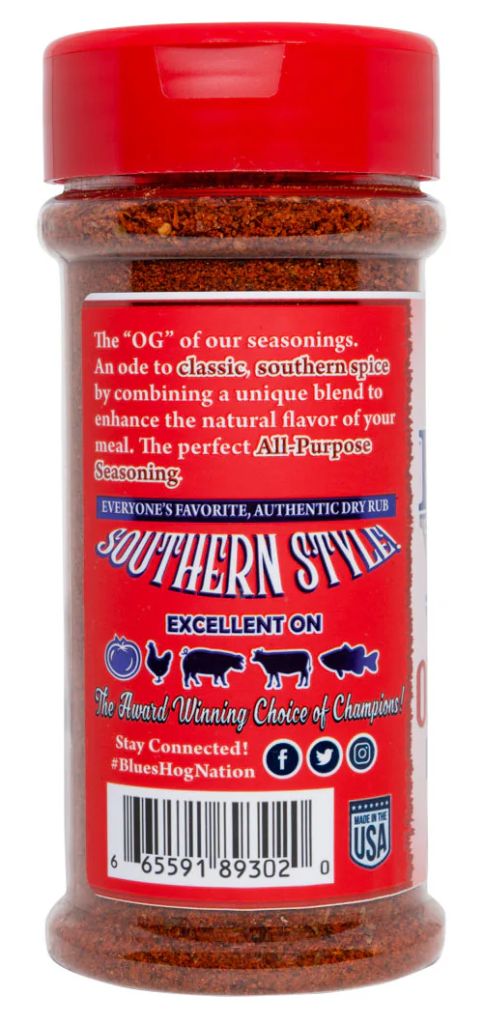 The "OG" of our seasonings.
An ode to classic, southern spice
by combining a unique blend to
enhance the natural flavor of your
meal. The perfect All-Purpose
Seasoning.
EVERYONE'S FAVORITE, AUTHENTIC DRY RUB
SOUTHERN STYLE!
EXCELLENT ON
The Award Winning Choice of Champions!
Stay Connected!
#BluesHogNation
6 65591 89302 0
MADE IN THE
USA